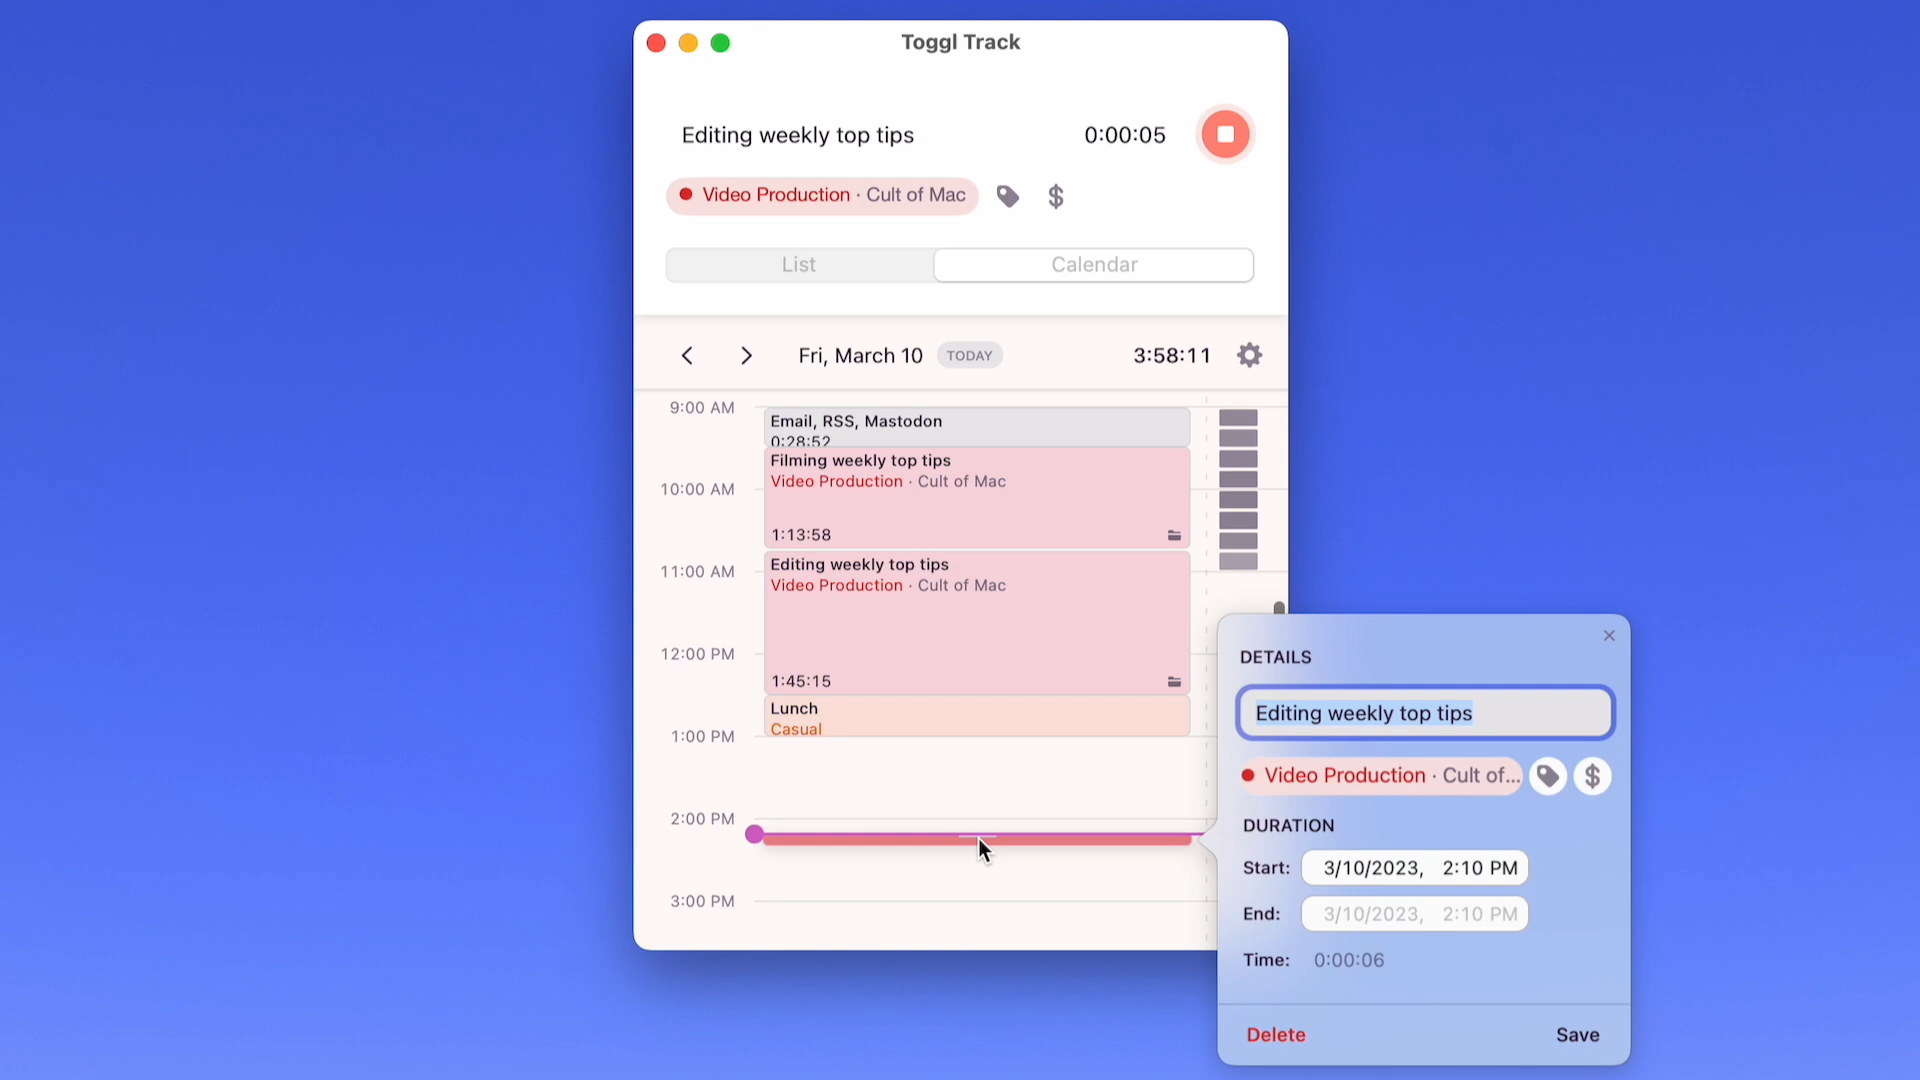 Toggl Track
Editing weekly top tips 0:00:05
Video Production · Cult of Mac $
List Calendar
Fri, March 10 TODAY 3:58:11
9:00 AM
Email, RSS, Mastodon
0:28:52
Filming weekly top tips
Video Production · Cult of Mac
10:00 AM
1:13:58
Editing weekly top tips
11:00 AM
Video Production · Cult of Mac
12:00 PM
1:45:15
Lunch
Casual
1:00 PM
2:00 PM
3:00 PM
DETAILS
Editing weekly top tips
Video Production · Cult of... $
DURATION
Start: 3/10/2023, 2:10 PM
End: 3/10/2023, 2:10 PM
Time: 0:00:06
Delete Save